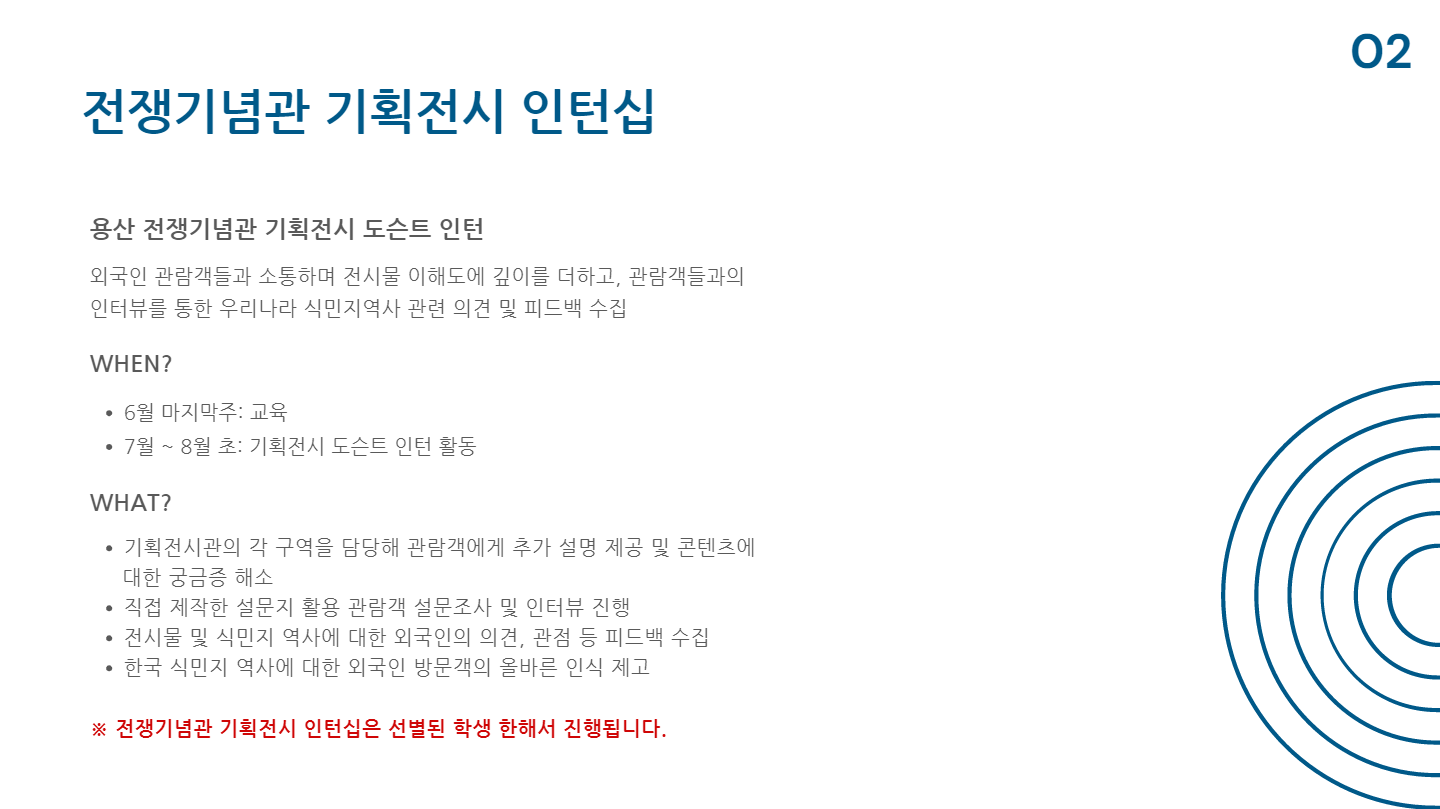 02
전쟁기념관 기획전시 인턴십
용산 전쟁기념관 기획전시 도슨트 인턴
외국인 관람객들과 소통하며 전시물 이해도에 깊이를 더하고, 관람객들과의
인터뷰를 통한 우리나라 식민지역사 관련 의견 및 피드백 수집
WHEN?
• 6월 마지막주: 교육
• 7월 ~ 8월 초: 기획전시 도슨트 인턴 활동
WHAT?
• 기획전시관의 각 구역을 담당해 관람객에게 추가 설명 제공 및 콘텐츠에
대한 궁금증 해소
• 직접 제작한 설문지 활용 관람객 설문조사 및 인터뷰 진행
• 전시물 및 식민지 역사에 대한 외국인의 의견, 관점 등 피드백 수집
• 한국 식민지 역사에 대한 외국인 방문객의 올바른 인식 제고
※ 전쟁기념관 기획전시 인턴십은 선별된 학생 한해서 진행됩니다.